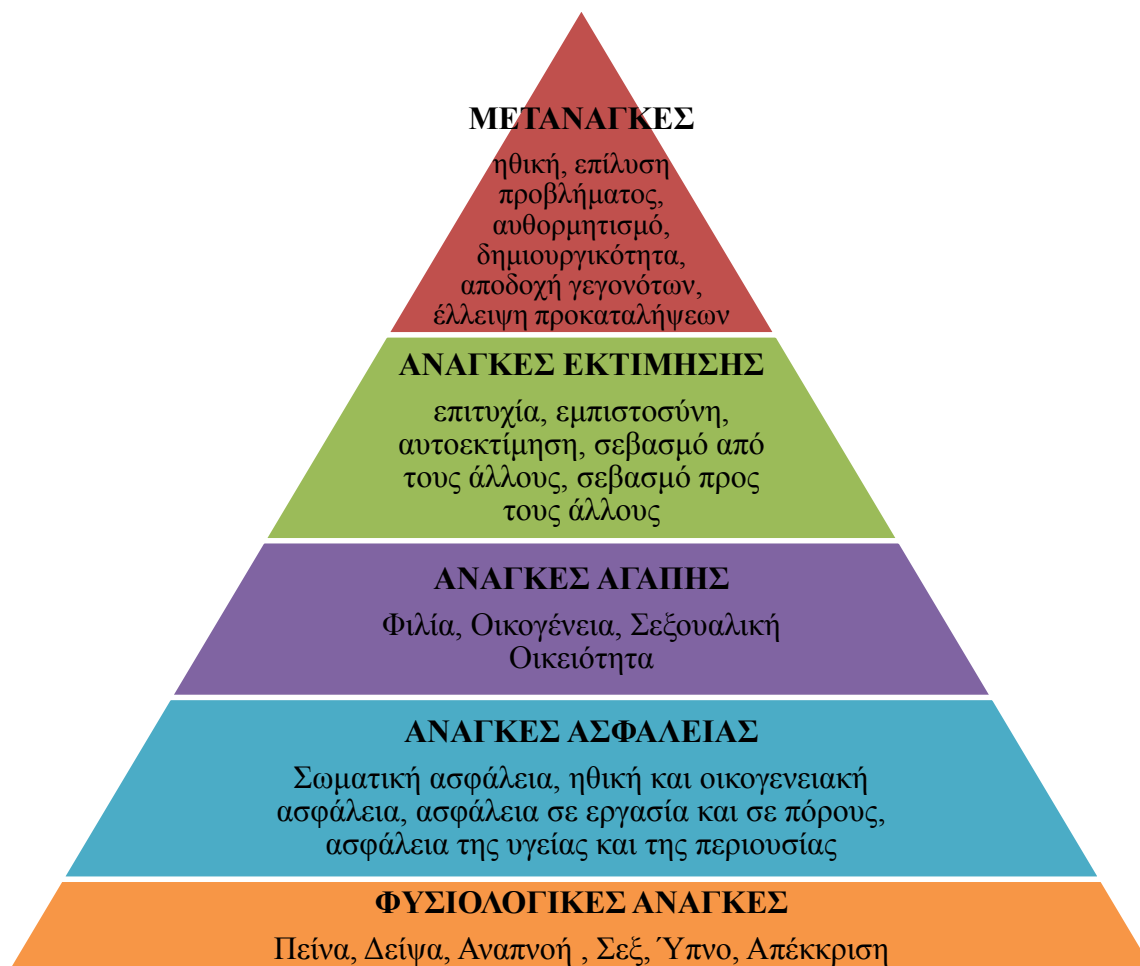 ΜΕΤΑΝΑΓΚΕΣ
ηθική, επίλυση
προβλήματος,
αυθορμητισμό,
δημιουργικότητα,
αποδοχή γεγονότων,
έλλειψη προκαταλήψεων
ΑΝΑΓΚΕΣ ΕΚΤΙΜΗΣΗΣ
επιτυχία, εμπιστοσύνη,
αυτοεκτίμηση, σεβασμό από
τους άλλους, σεβασμό προς
τους άλλους
ΑΝΑΓΚΕΣ ΑΓΑΠΗΣ
Φιλία, Οικογένεια, Σεξουαλική
Οικειότητα
ΑΝΑΓΚΕΣ ΑΣΦΑΛΕΙΑΣ
Σωματική ασφάλεια, ηθική και οικογενειακή
ασφάλεια, ασφάλεια σε εργασία και σε πόρους,
ασφάλεια της υγείας και της περιουσίας
ΦΥΣΙΟΛΟΓΙΚΕΣ ΑΝΑΓΚΕΣ
Πείνα, Δείψα, Αναπνοή , Σεξ, Ύπνο, Απέκκριση